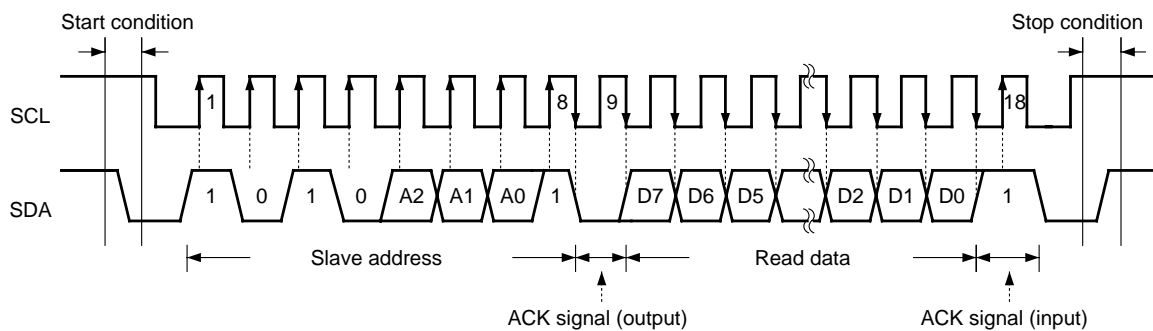 Start condition Stop condition
SCL 1 8 9 18
SDA 1 0 1 0 A2 A1 A0 1 D7 D6 D5 D2 D1 D0 1
Slave address Read data
ACK signal (output) ACK signal (input)